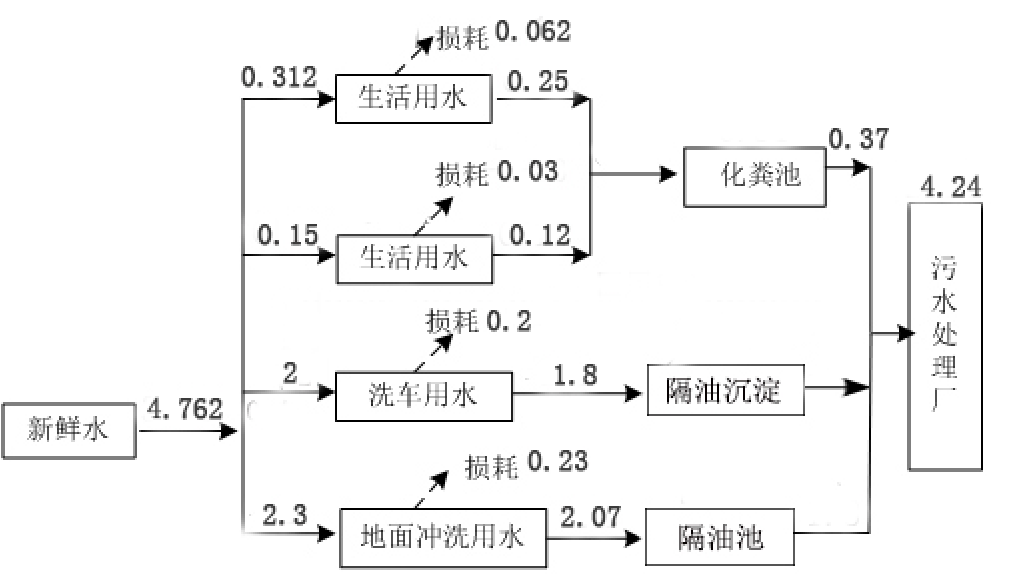 损耗 0.062
0.312
生活用水
0.25
损耗 0.03
0.15
生活用水
0.12
化粪池
0.37
4.24
污水处理厂
损耗 0.2
2
洗车用水
1.8
隔油沉淀
新鲜水
4.762
损耗 0.23
2.3
地面冲洗用水
2.07
隔油池